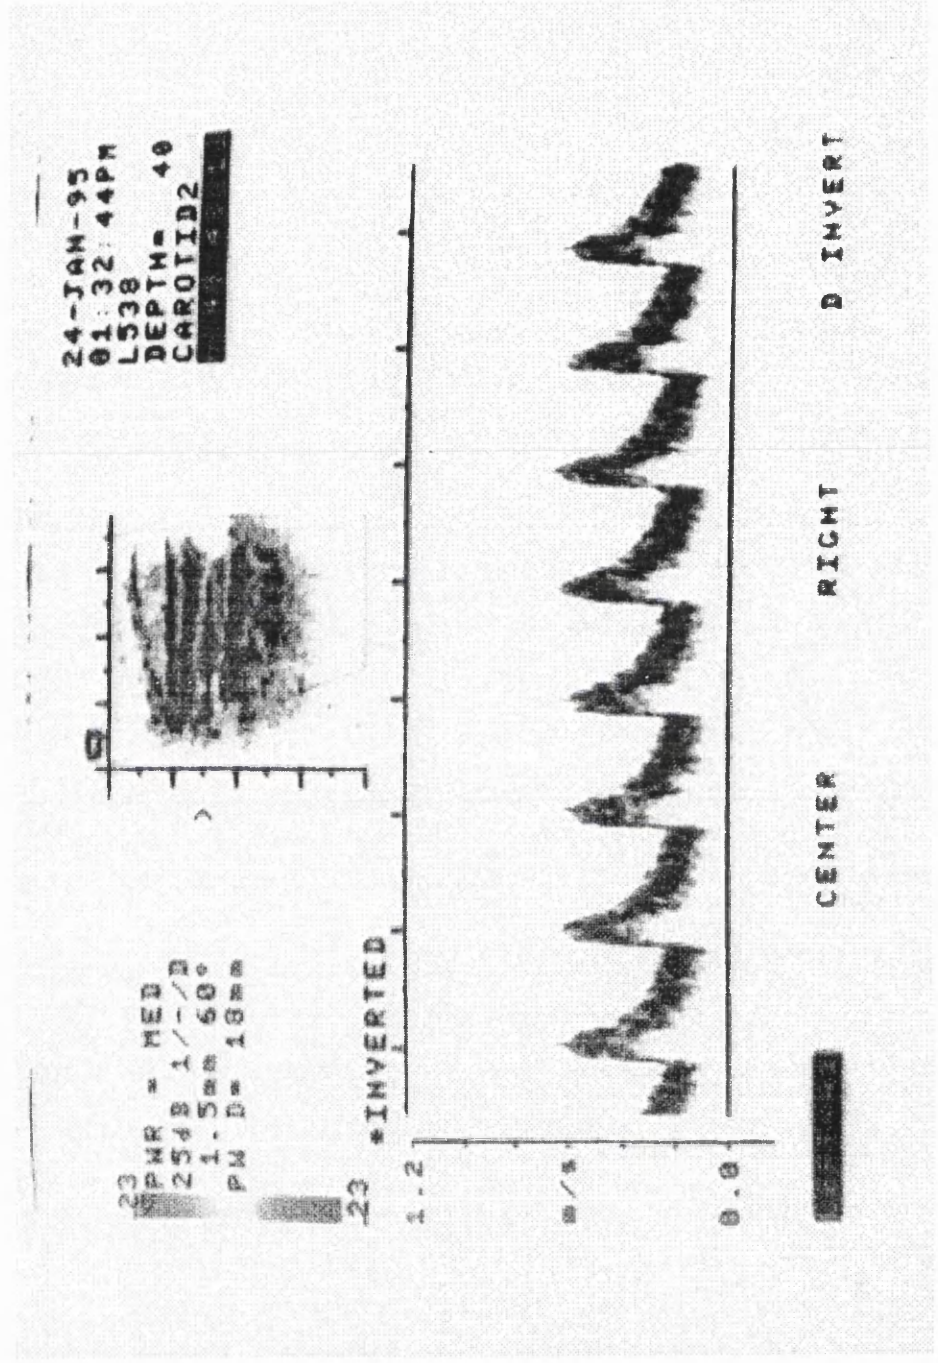 23
PWR = MED
25dB 1/-/D
1.5mm 60°
PW D= 18mm
23
24-JAN-95
01:32:44PM
L538
DEPTH= 40
CAROTID2
*INVERTED
1.2
m/s
0.0
CENTER RIGHT D INVERT